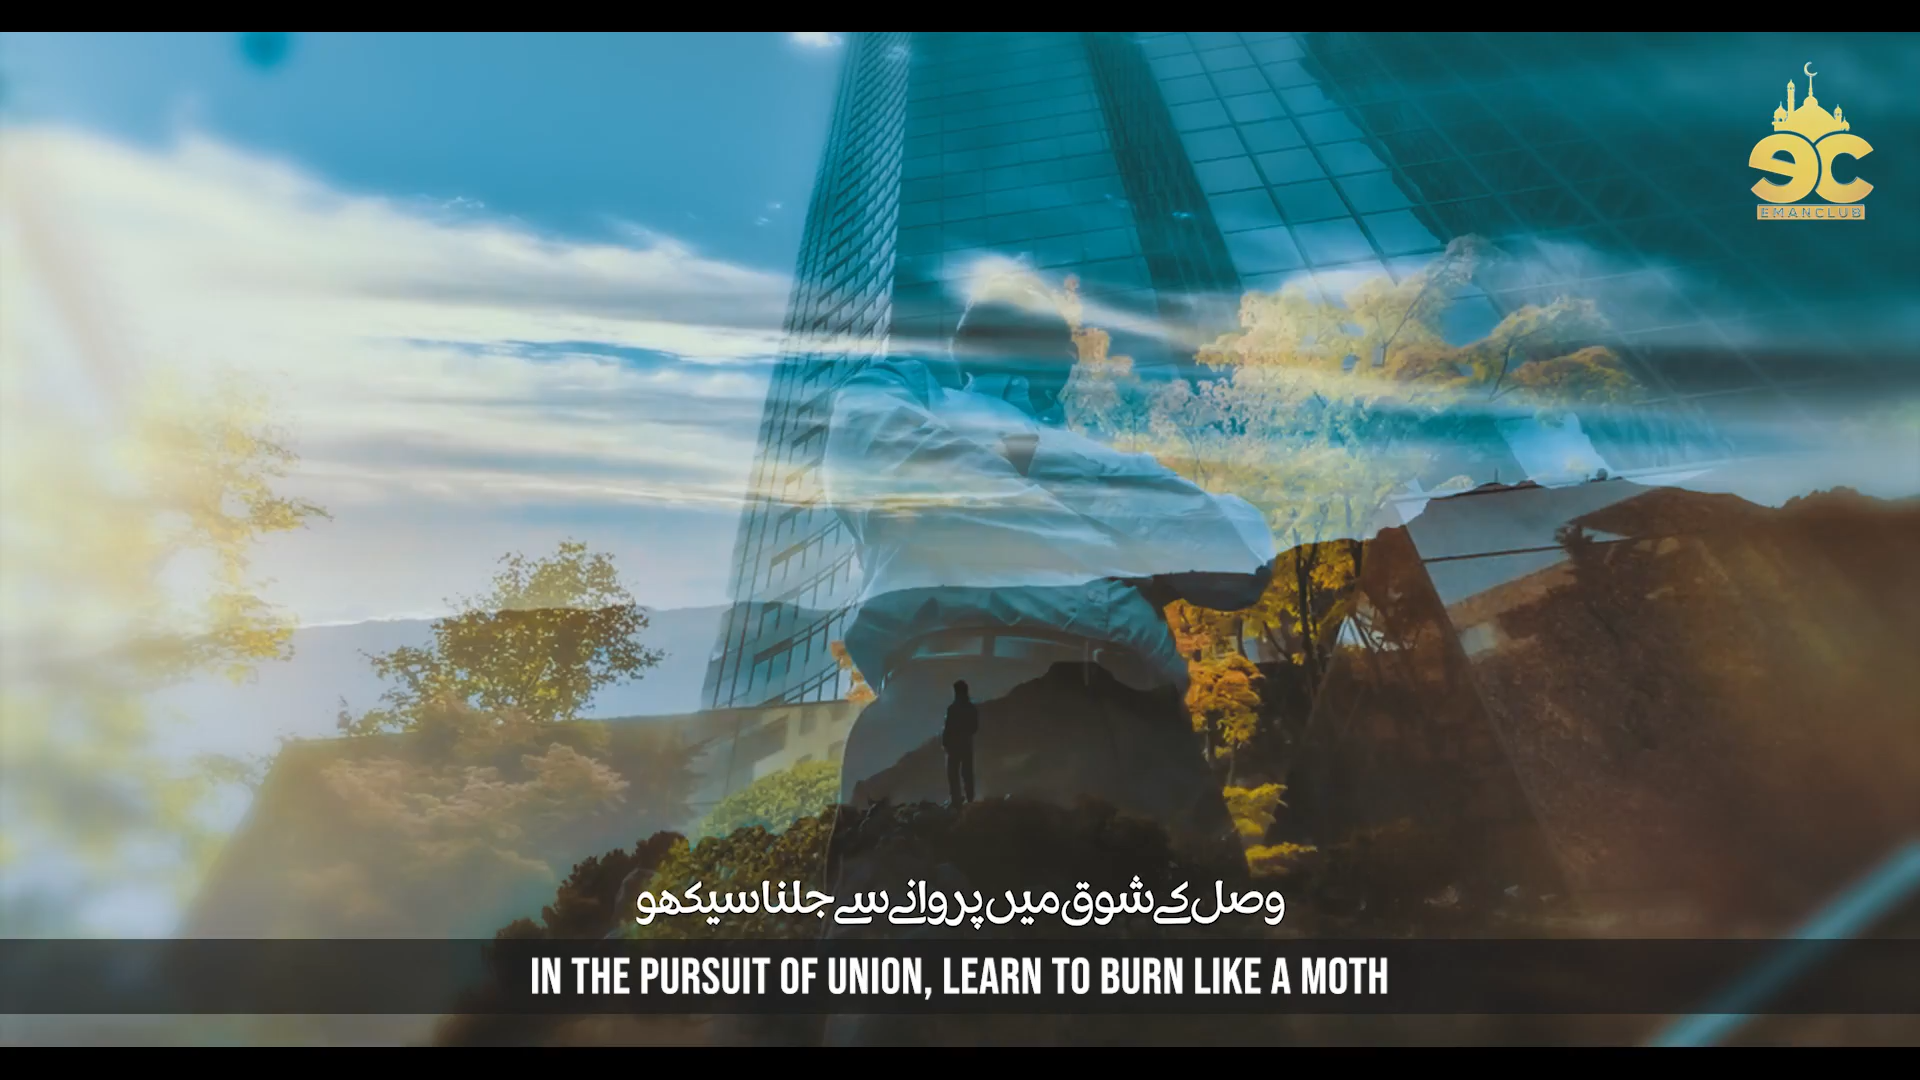 EMANCLUB
وصل کے شوق میں پروانے سے جلنا سیکھو
IN THE PURSUIT OF UNION, LEARN TO BURN LIKE A MOTH